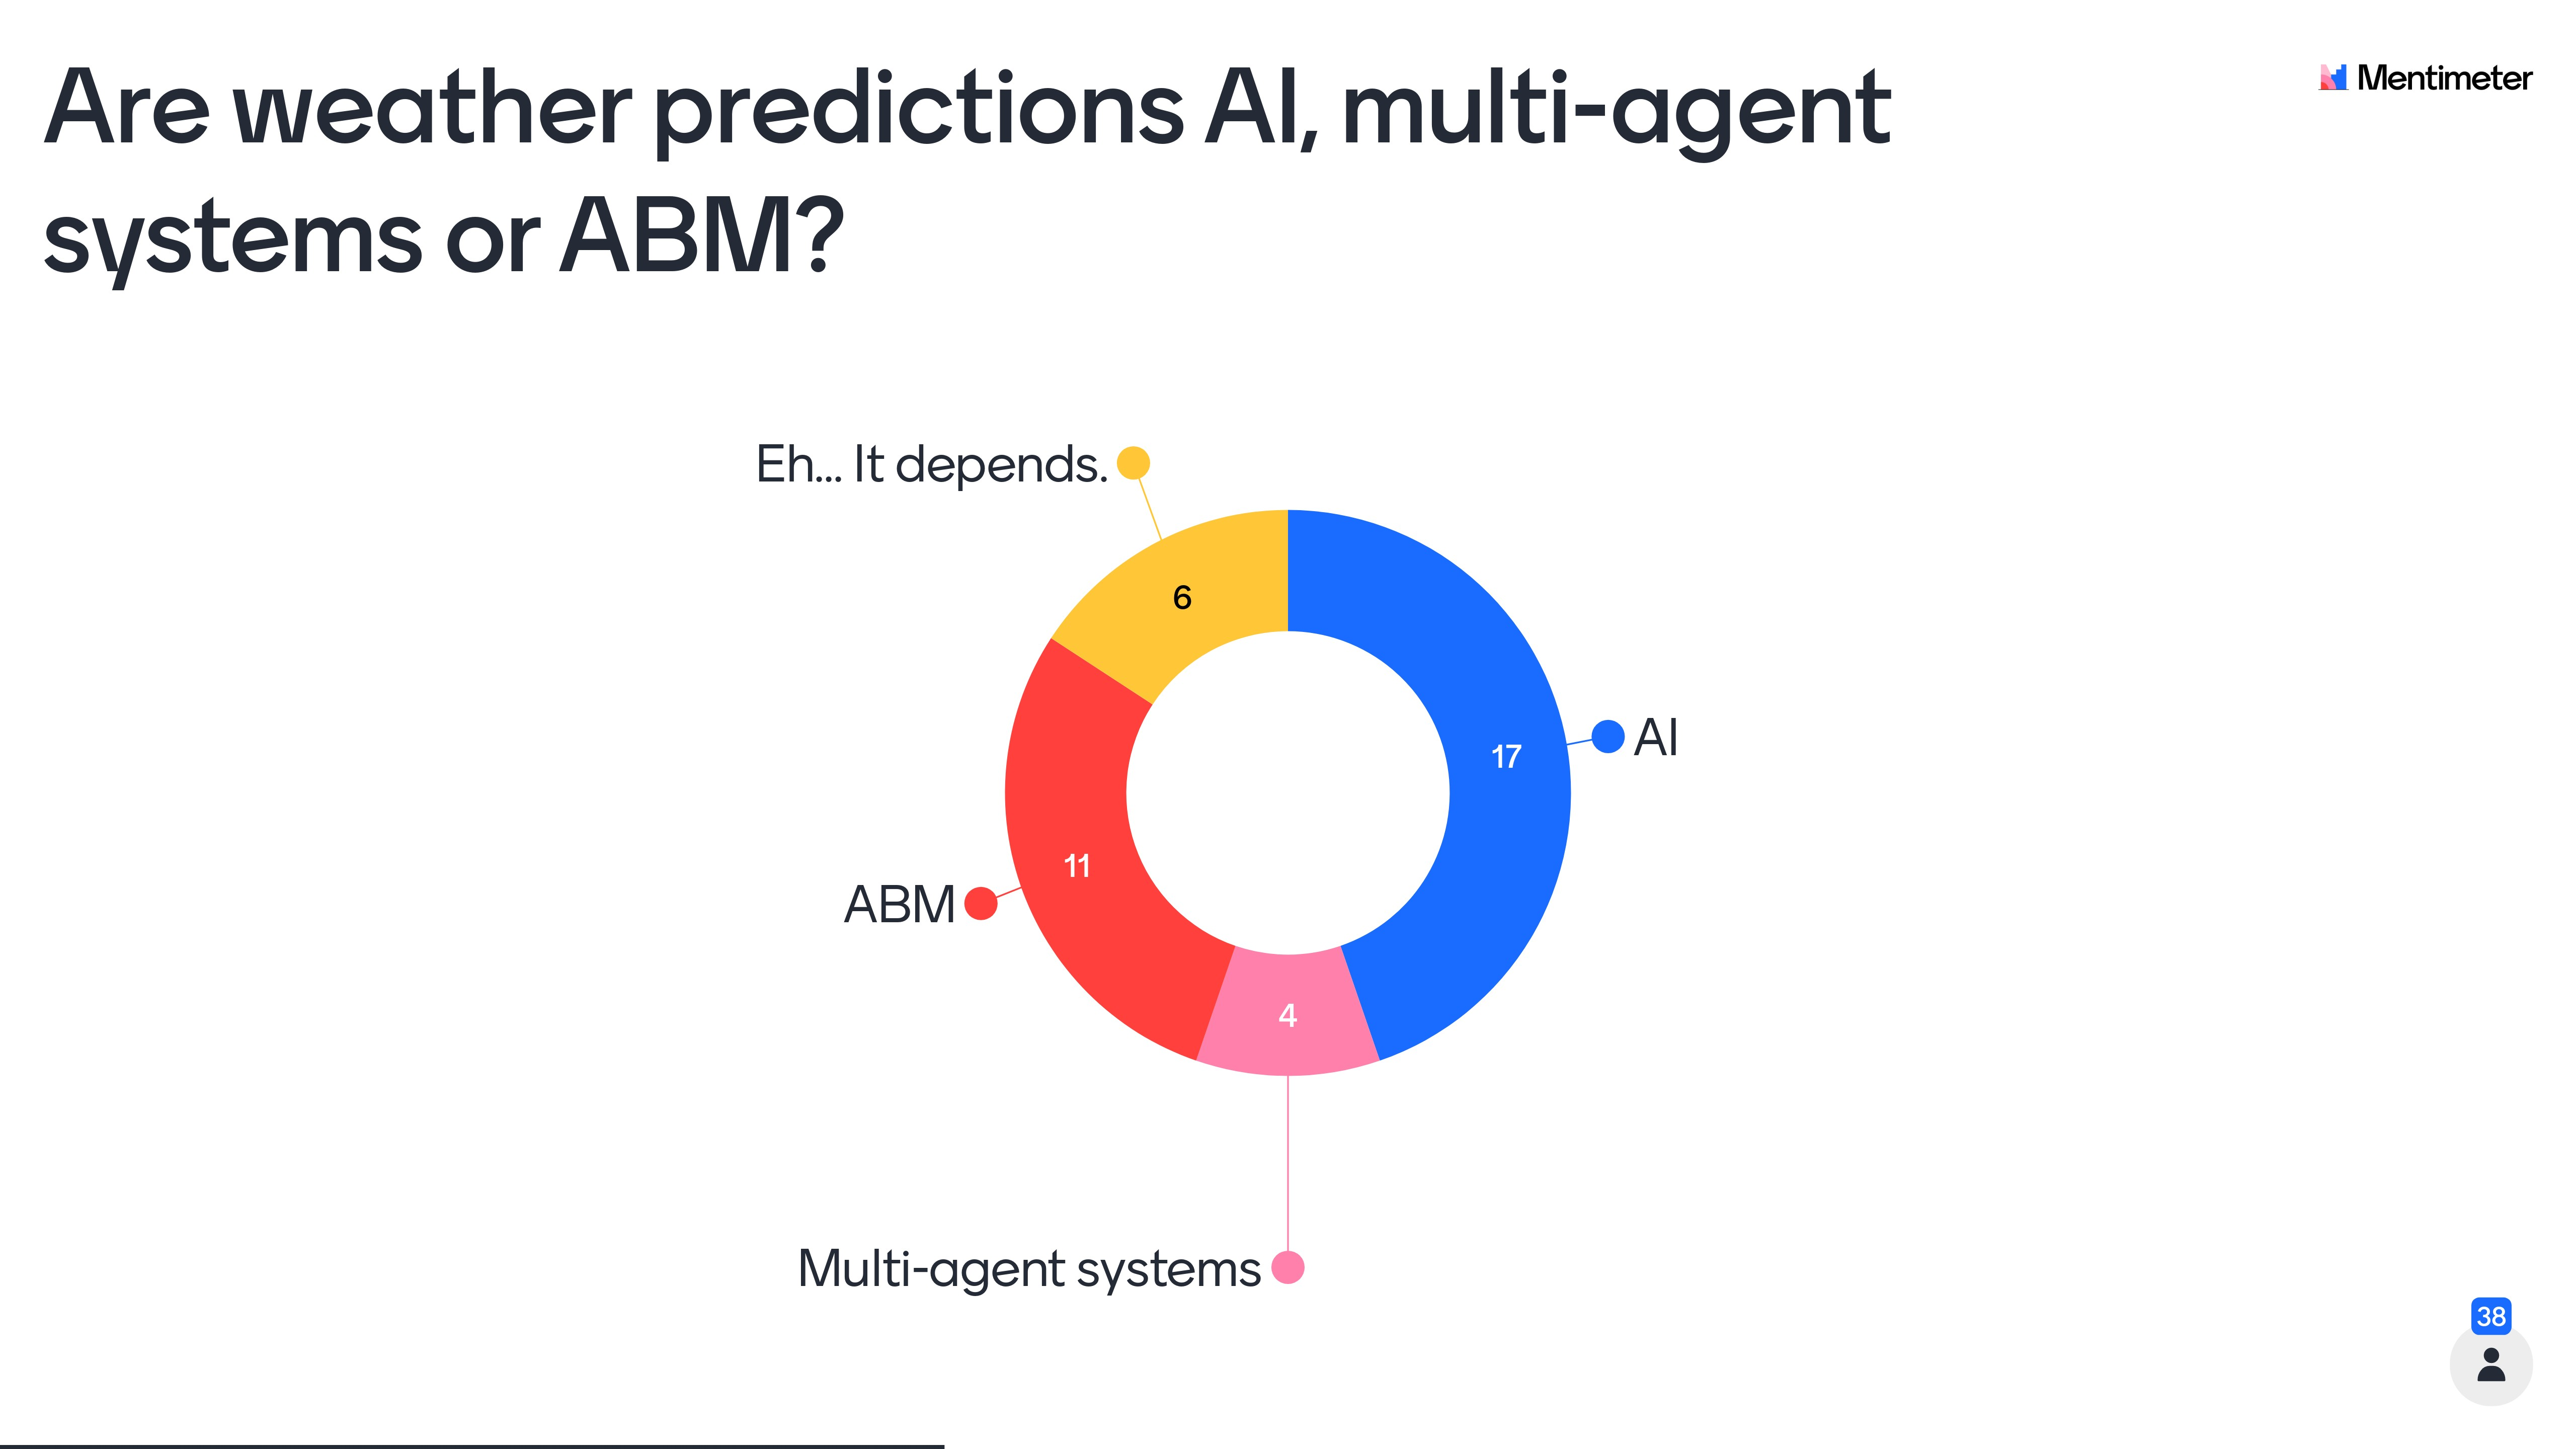 Are weather predictions AI, multi-agent
systems or ABM?
Mentimeter
Eh... It depends.
6
AI
17
ABM
11
4
Multi-agent systems
38